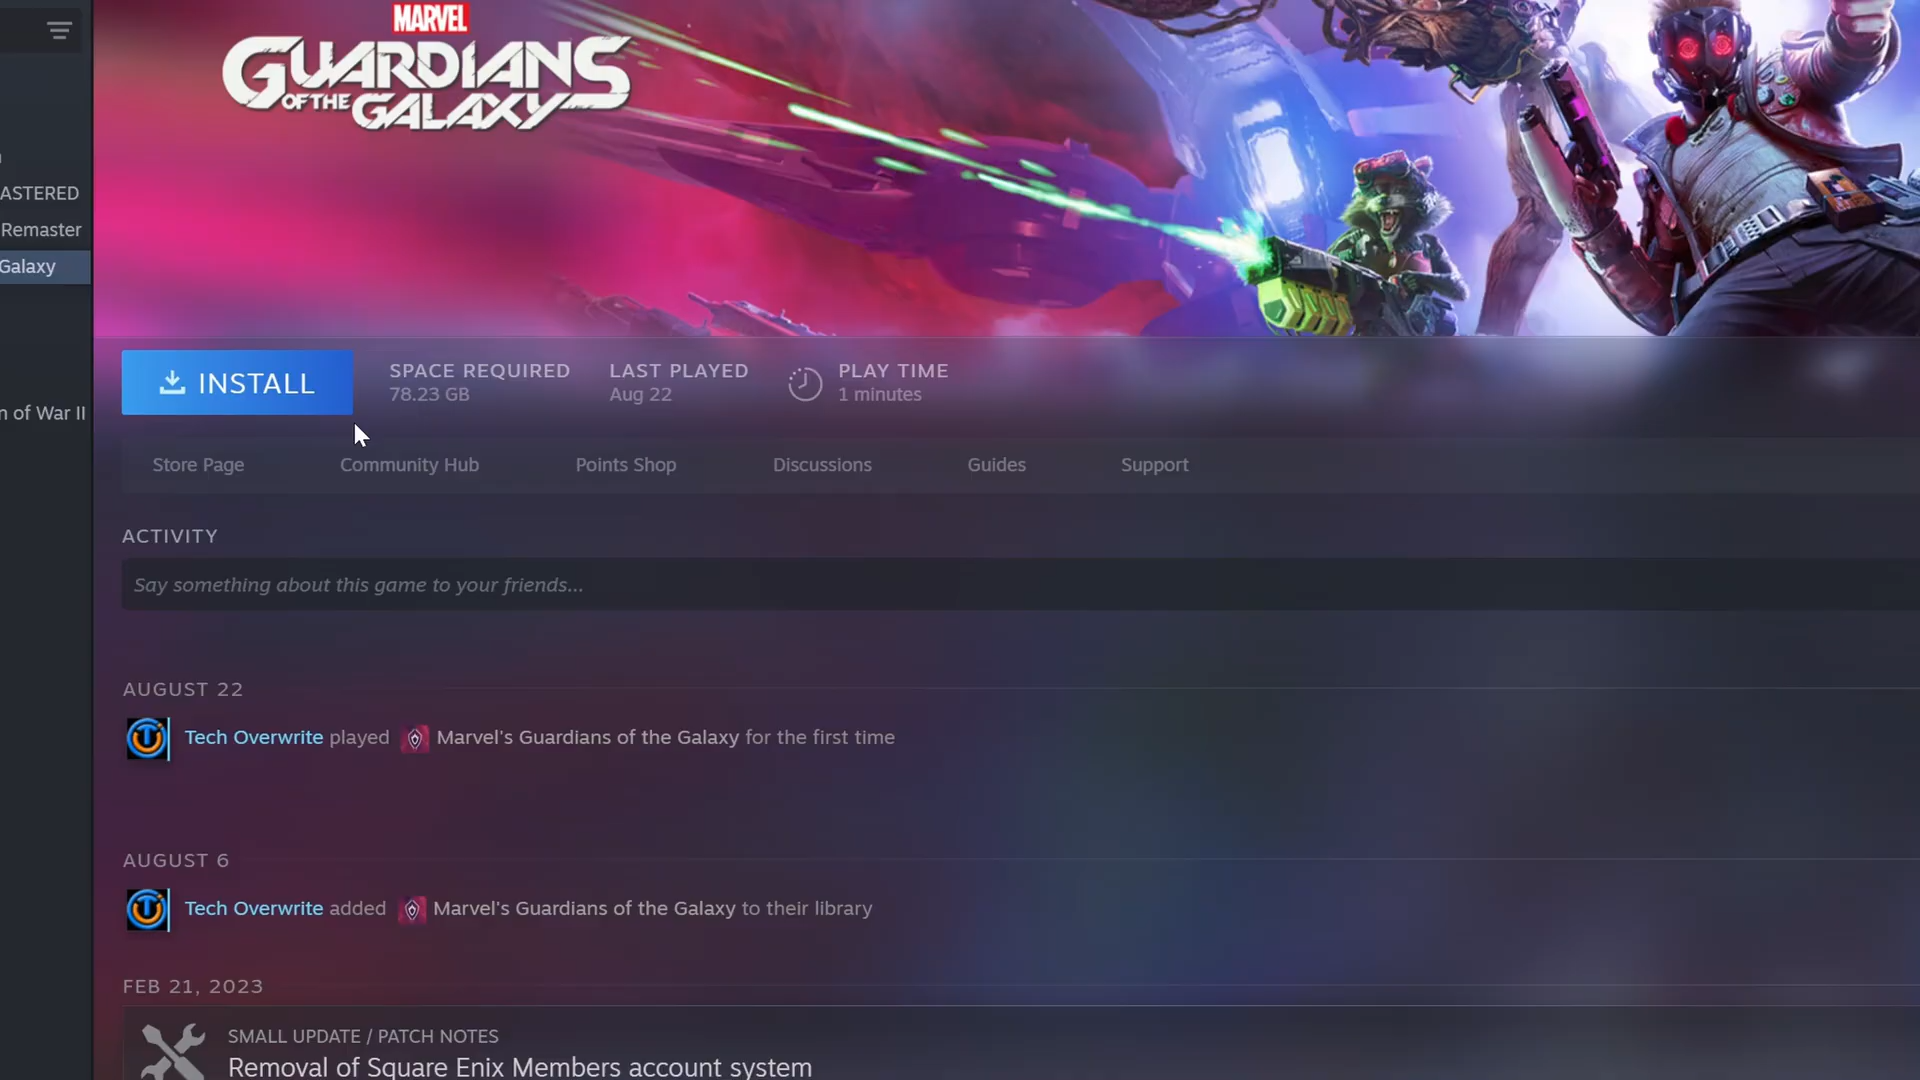 MARVEL
GUARDIANS
OF THE
GALAXY
ASTERED
Remaster
Galaxy
n of War II
INSTALL
SPACE REQUIRED
78.23 GB
LAST PLAYED
Aug 22
PLAY TIME
1 minutes
Store Page
Community Hub
Points Shop
Discussions
Guides
Support
ACTIVITY
Say something about this game to your friends...
AUGUST 22
Tech Overwrite played Marvel's Guardians of the Galaxy for the first time
AUGUST 6
Tech Overwrite added Marvel's Guardians of the Galaxy to their library
FEB 21, 2023
SMALL UPDATE / PATCH NOTES
Removal of Square Enix Members account system